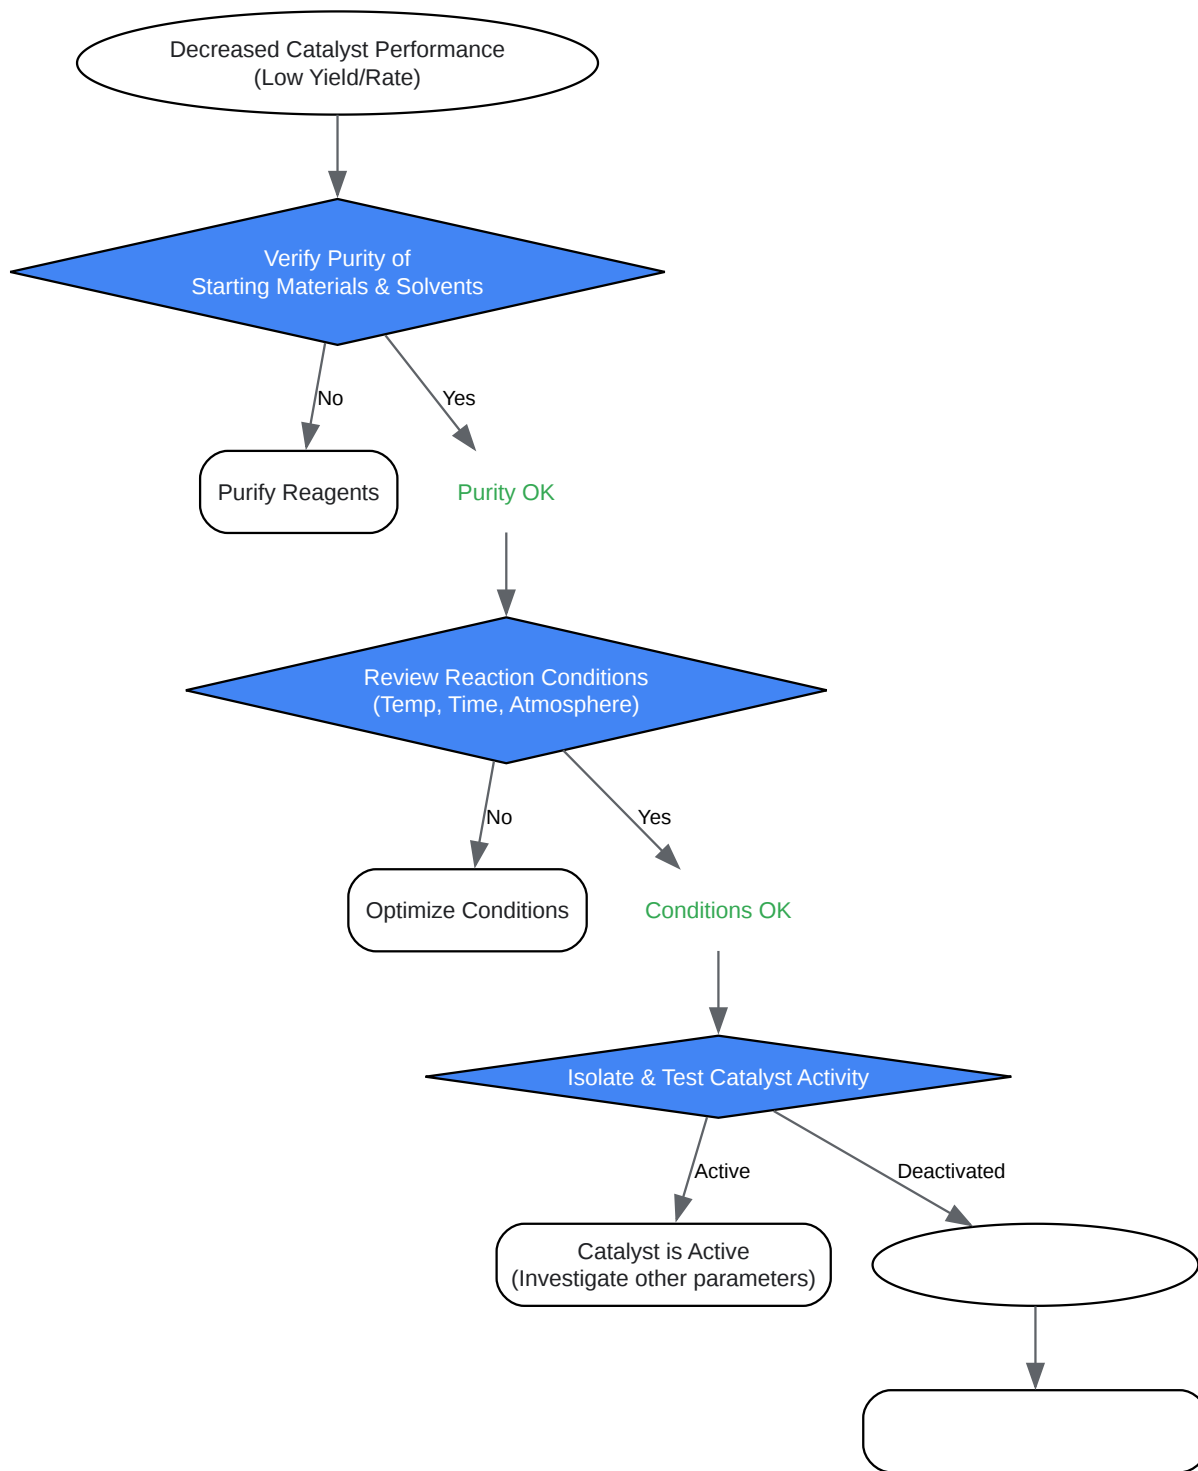 Decreased Catalyst Performance
(Low Yield/Rate)
Verify Purity of
Starting Materials & Solvents
No
Yes
Purify Reagents
Purity OK
Review Reaction Conditions
(Temp, Time, Atmosphere)
No
Yes
Optimize Conditions
Conditions OK
Isolate & Test Catalyst Activity
Active
Deactivated
Catalyst is Active
(Investigate other parameters)